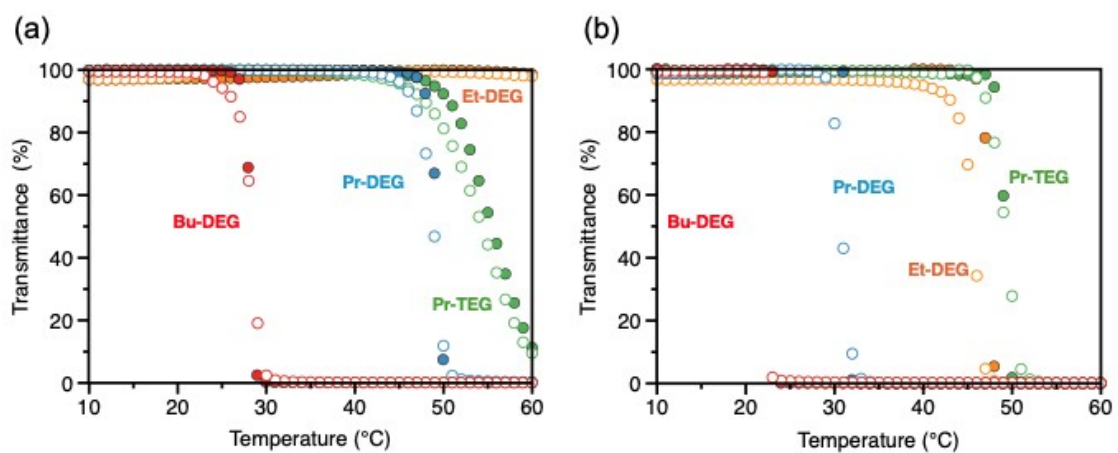 (a)
100
80
60
40
20
0
Transmittance (%)
Et-DEG
Pr-DEG
Bu-DEG
Pr-TEG
10 20 30 40 50 60
Temperature (°C)
(b)
100
80
60
40
20
0
Transmittance (%)
Pr-DEG
Pr-TEG
Bu-DEG
Et-DEG
10 20 30 40 50 60
Temperature (°C)